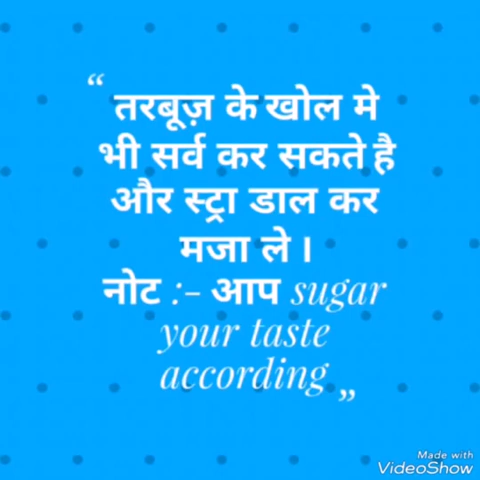 “ तरबूज़ के खोल मे
भी सर्व कर सकते है
और स्ट्रा डाल कर
मजा ले ।
नोट :- आप sugar
your taste
according „
Made with
VideoShow